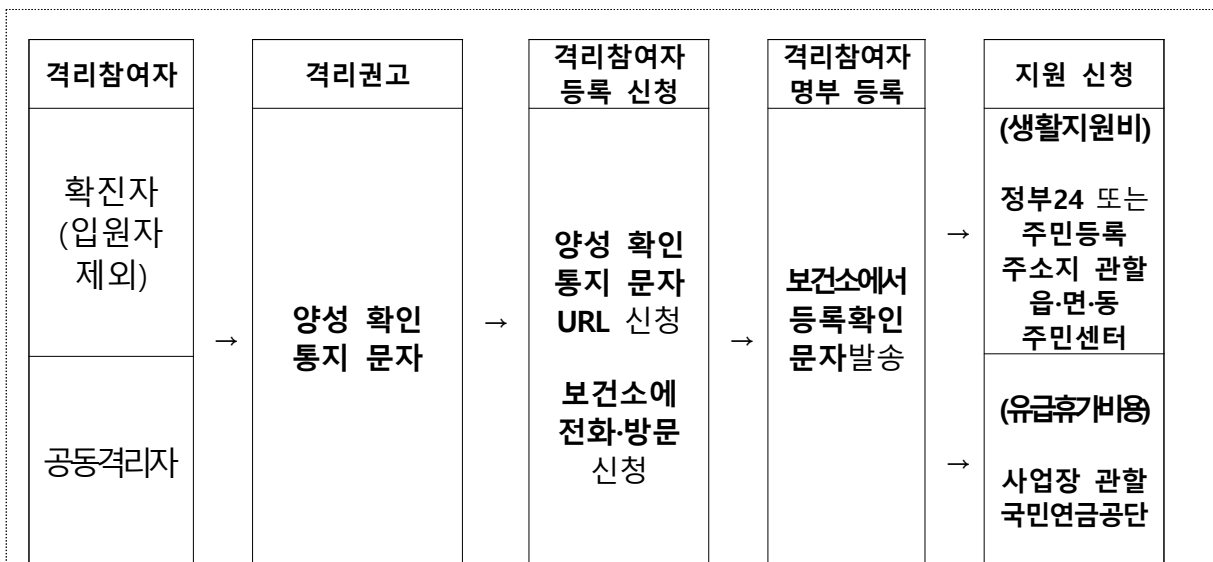 격리참여자
확진자
(입원자
제외)
공동격리자
→
격리권고
양성 확인
통지 문자
→
격리참여자
등록 신청
양성 확인
통지 문자
URL 신청
보건소에
전화·방문
신청
→
격리참여자
명부 등록
보건소에서
등록확인
문자발송
→
→
지원 신청
(생활지원비)
정부24 또는
주민등록
주소지 관할
읍·면·동
주민센터
(유급휴가비용)
사업장 관할
국민연금공단